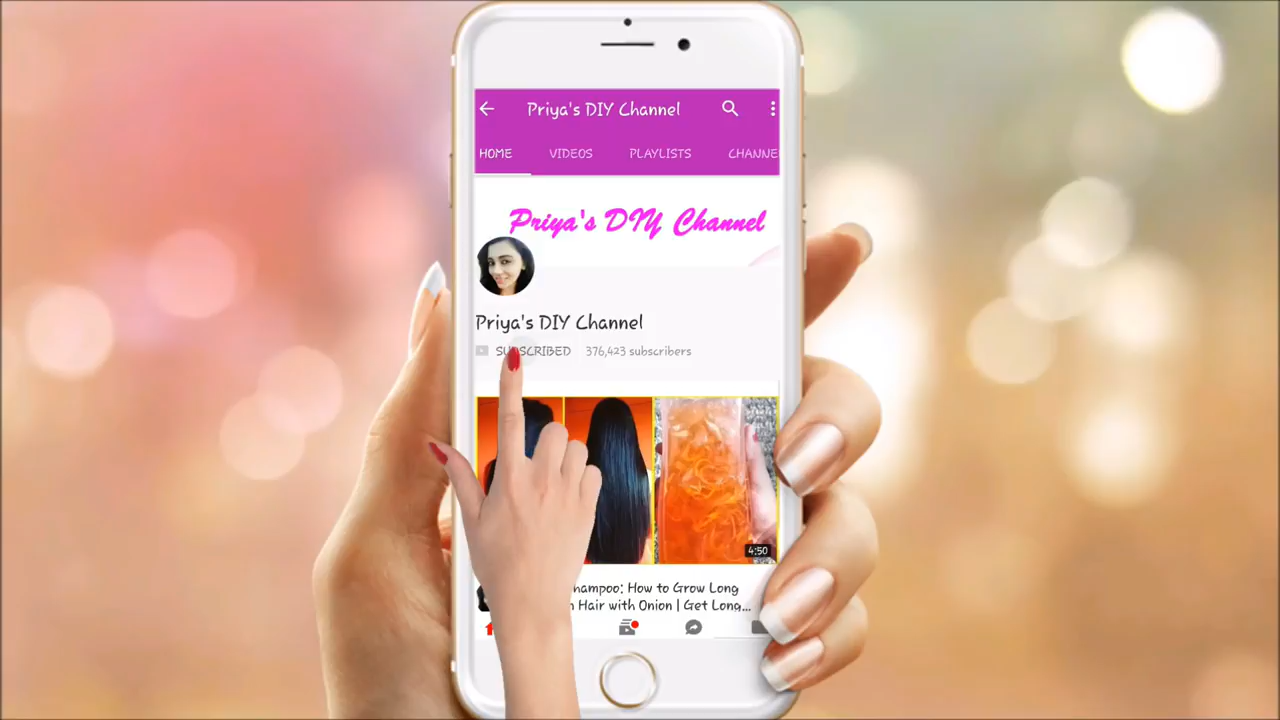 Priya's DIY Channel
HOME VIDEOS PLAYLISTS CHANNE
Priya's DIY Channel
Priya's DIY Channel
SUBSCRIBED 376,423 subscribers
4:50
hampoo: How to Grow Long
Hair with Onion | Get Long...